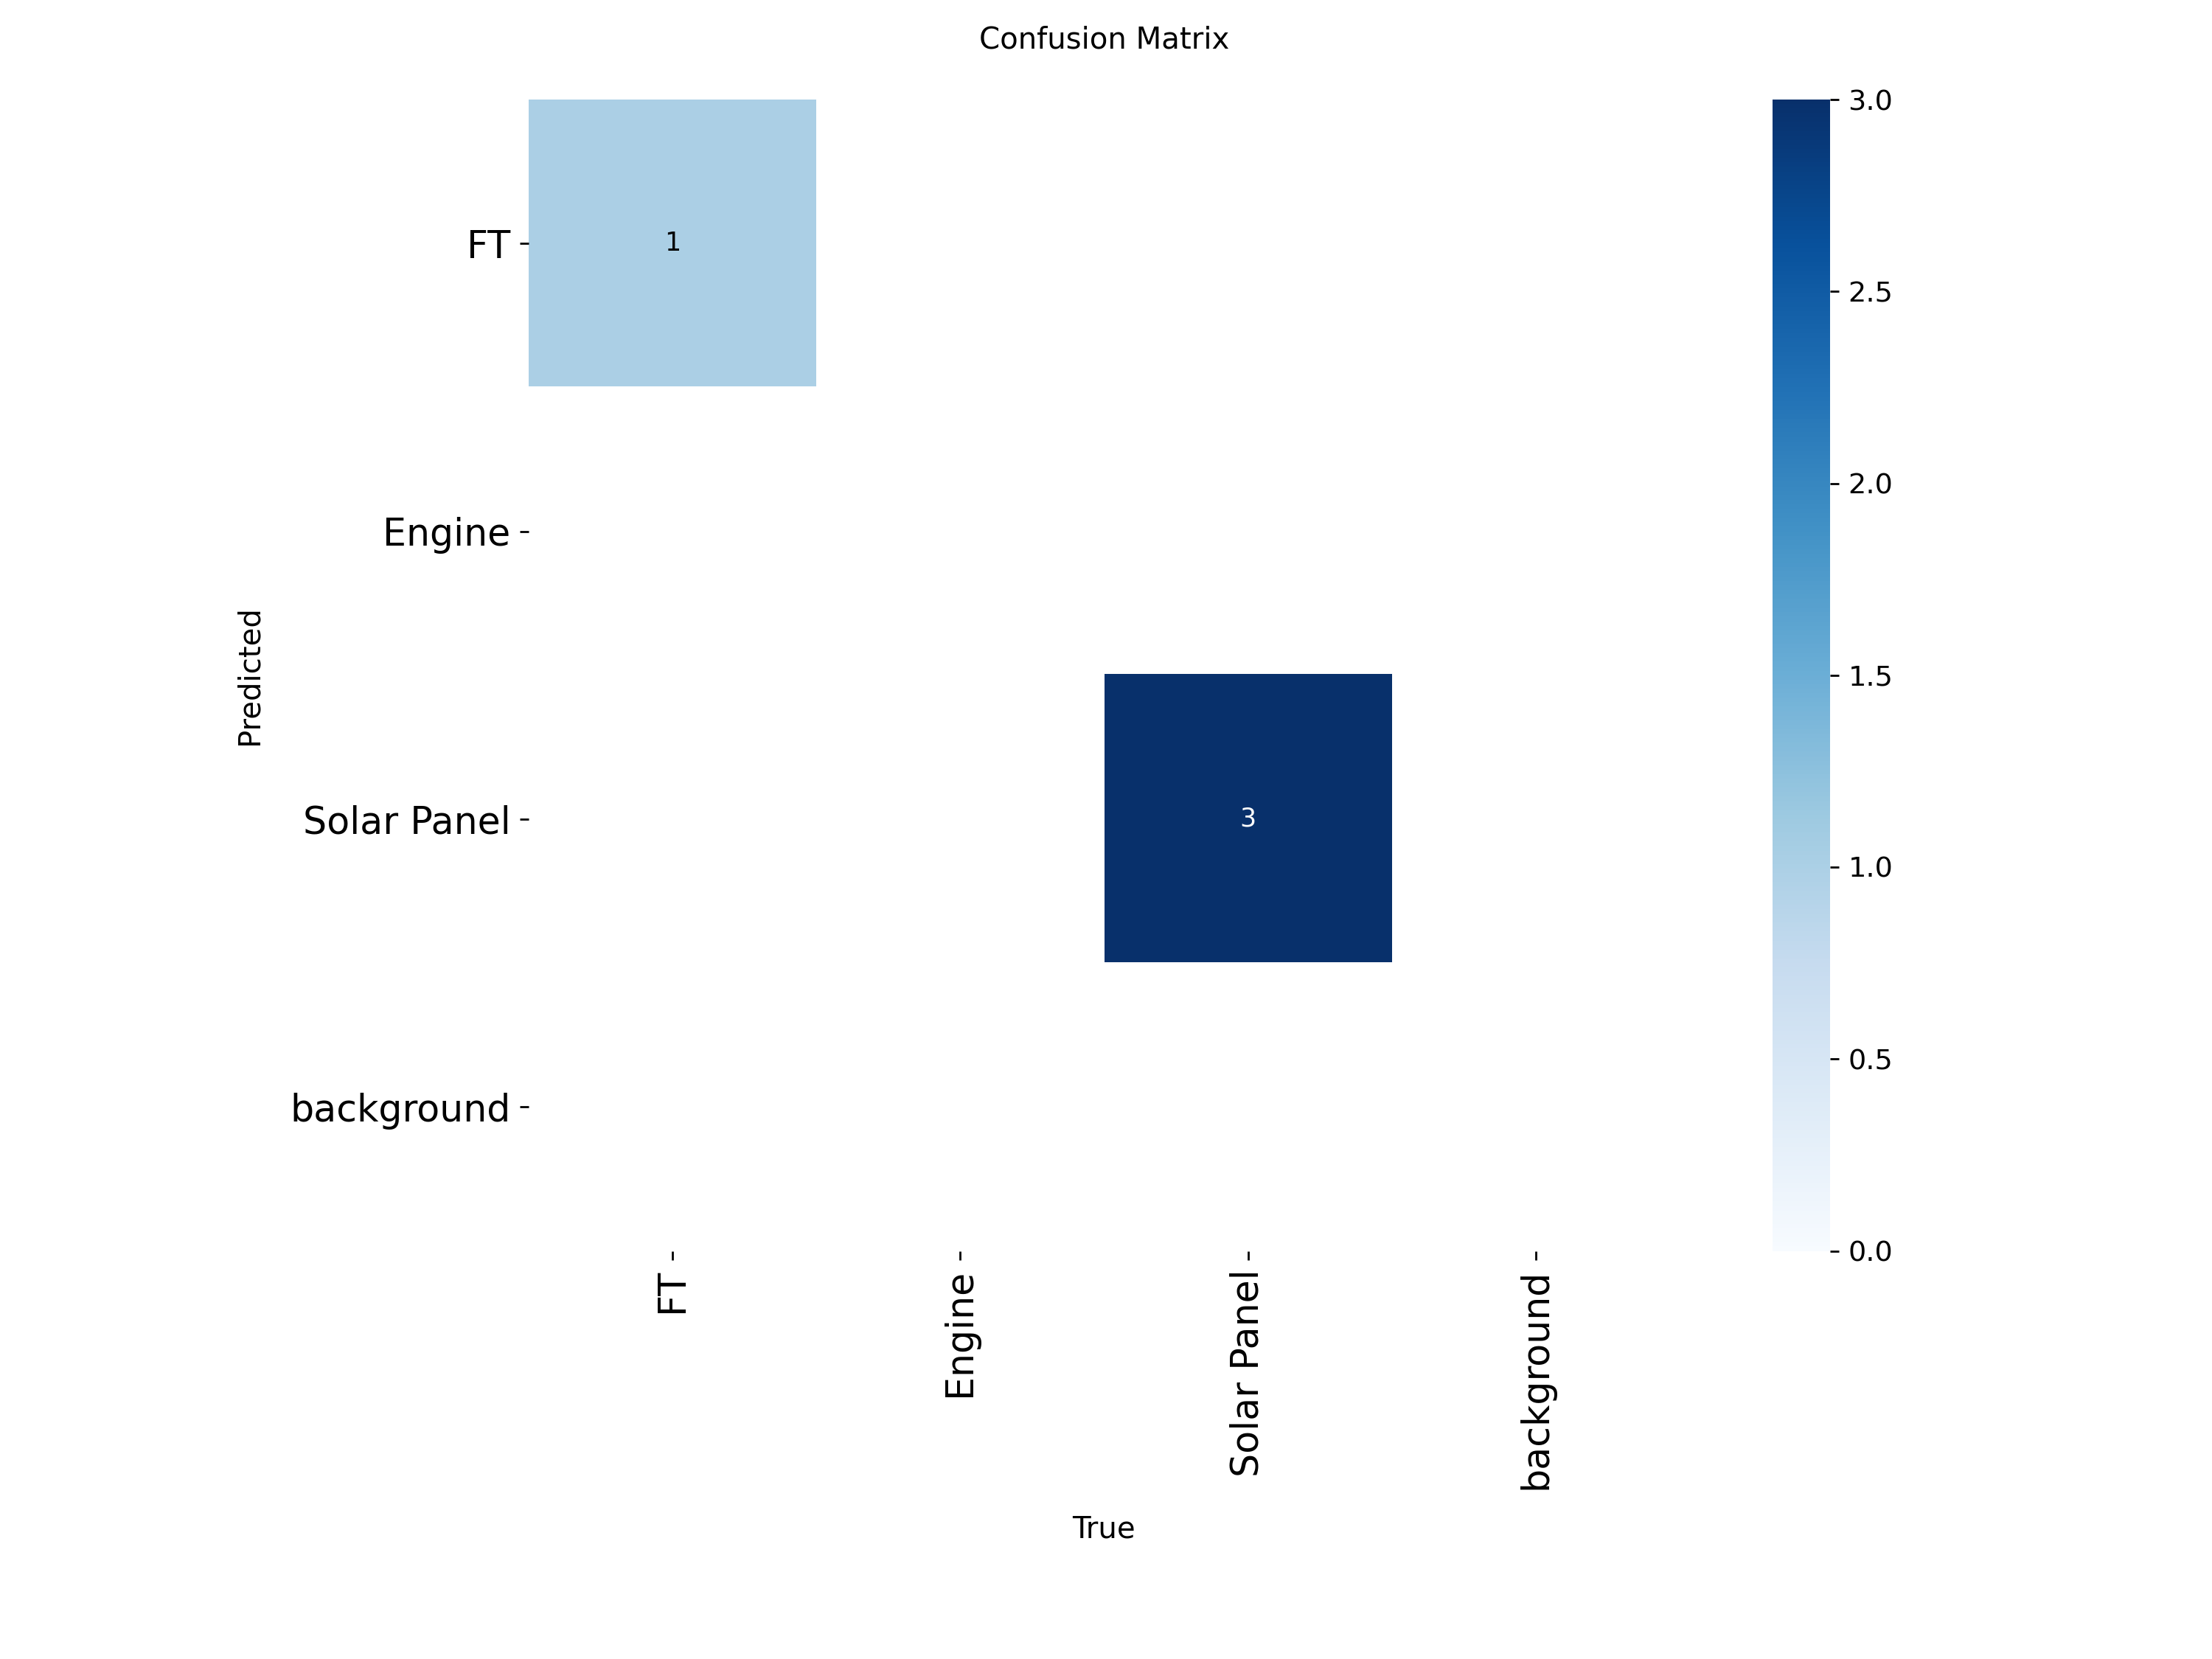 Confusion Matrix
FT
1
Engine
Solar Panel
3
background
Predicted
FT
Engine
Solar Panel
background
True
3.0
2.5
2.0
1.5
1.0
0.5
0.0